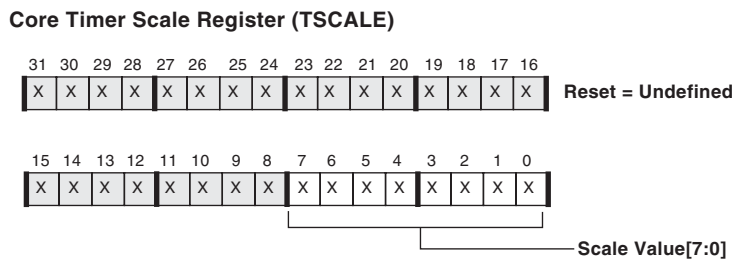 Core Timer Scale Register (TSCALE)
31 30 29 28 27 26 25 24 23 22 21 20 19 18 17 16
X X X X X X X X X X X X X X X X Reset = Undefined
15 14 13 12 11 10 9 8 7 6 5 4 3 2 1 0
X X X X X X X X X X X X X X X X
Scale Value[7:0]